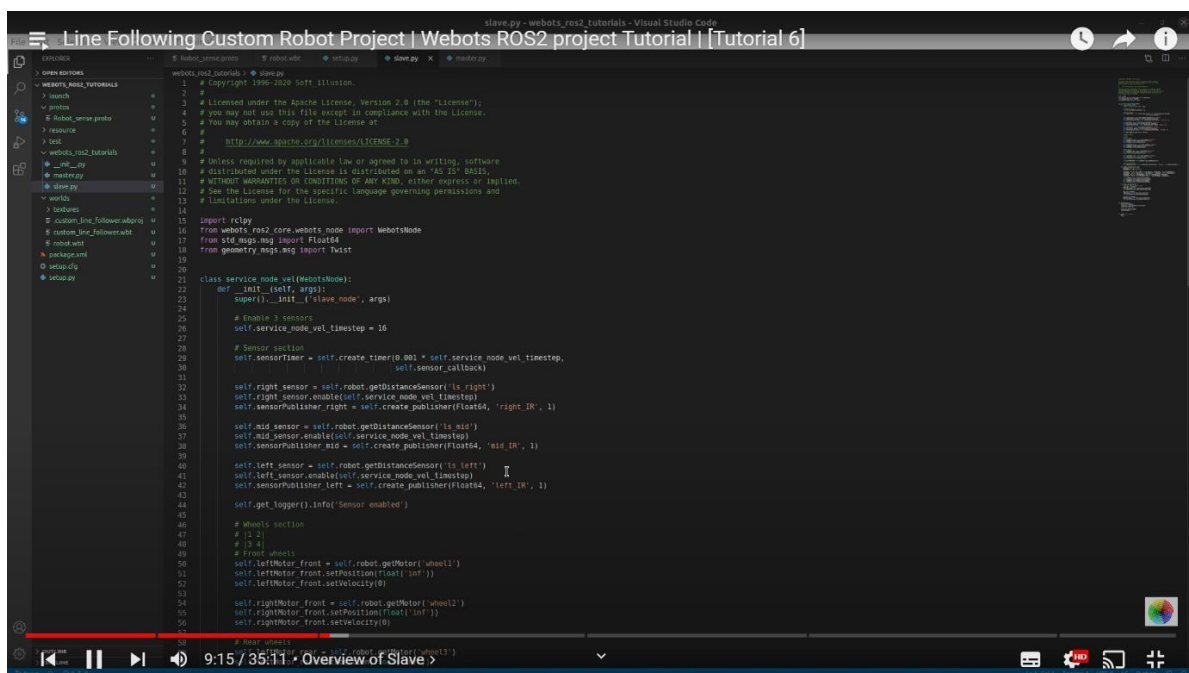 slave.py - webots_ros2_tutorials - Visual Studio Code
Line Following Custom Robot Project | Webots ROS2 project Tutorial | [Tutorial 6]
File
EXPLORER
Robot_sense.proto
robot.wbt
setup.py
slave.py
master.py
OPEN EDITORS
WEBOTS_ROS2_TUTORIALS
launch
protos
Robot_sense.proto U
resource
test
webots_ros2_tutorials
__init__.py U
master.py U
slave.py U
worlds
textures
.custom_line_follower.wbproj U
custom_line_follower.wbt U
robot.wbt U
package.xml U
setup.cfg U
setup.py U
webots_ros2_tutorials > slave.py
1 # Copyright 1996-2020 Soft_illusion.
2 #
3 # Licensed under the Apache License, Version 2.0 (the "License");
4 # you may not use this file except in compliance with the License.
5 # You may obtain a copy of the License at
6 #
7 #     http://www.apache.org/licenses/LICENSE-2.0
8 #
9 # Unless required by applicable law or agreed to in writing, software
10 # distributed under the License is distributed on an "AS IS" BASIS,
11 # WITHOUT WARRANTIES OR CONDITIONS OF ANY KIND, either express or implied.
12 # See the License for the specific language governing permissions and
13 # limitations under the License.
14
15 import rclpy
16 from webots_ros2_core.webots_node import WebotsNode
17 from std_msgs.msg import Float64
18 from geometry_msgs.msg import Twist
19
20
21 class service_node_vel(WebotsNode):
22     def __init__(self, args):
23         super().__init__('slave_node', args)
24
25         # Enable 3 sensors
26         self.service_node_vel_timestep = 16
27
28         # Sensor section
29         self.sensorTimer = self.create_timer(0.001 * self.service_node_vel_timestep,
30                                              self.sensor_callback)
31
32         self.right_sensor = self.robot.getDistanceSensor('ls_right')
33         self.right_sensor.enable(self.service_node_vel_timestep)
34         self.sensorPublisher_right = self.create_publisher(Float64, 'right_IR', 1)
35
36         self.mid_sensor = self.robot.getDistanceSensor('ls_mid')
37         self.mid_sensor.enable(self.service_node_vel_timestep)
38         self.sensorPublisher_mid = self.create_publisher(Float64, 'mid_IR', 1)
39
40         self.left_sensor = self.robot.getDistanceSensor('ls_left')
41         self.left_sensor.enable(self.service_node_vel_timestep)
42         self.sensorPublisher_left = self.create_publisher(Float64, 'left_IR', 1)
43
44         self.get_logger().info('Sensor enabled')
45
46         # Wheels section
47         # |1 2|
48         # |3 4|
49         # Front wheels
50         self.leftMotor_front = self.robot.getMotor('wheel1')
51         self.leftMotor_front.setPosition(float('inf'))
52         self.leftMotor_front.setVelocity(0)
53
54         self.rightMotor_front = self.robot.getMotor('wheel2')
55         self.rightMotor_front.setPosition(float('inf'))
56         self.rightMotor_front.setVelocity(0)
58         # Rear wheels
self.leftMotor_rear = self.robot.getMotor('wheel3')
9:15 / 35:11 • Overview of Slave >
HD